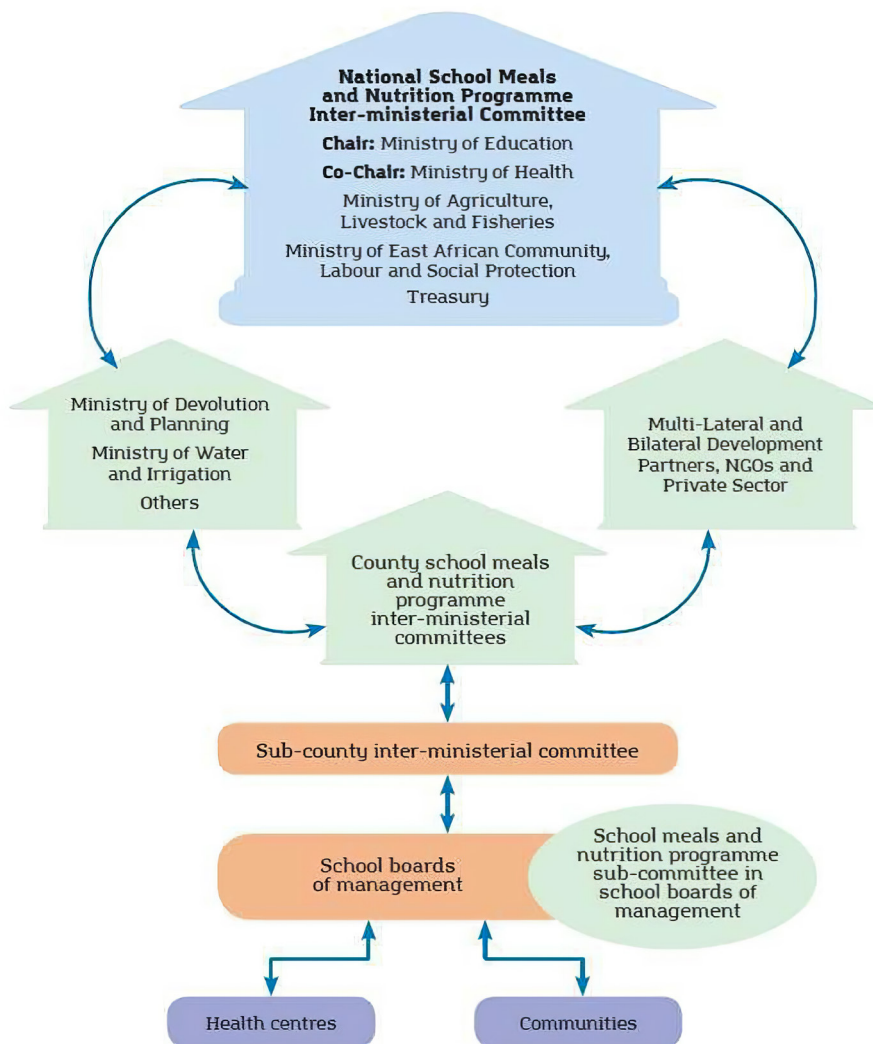 National School Meals
and Nutrition Programme
Inter-ministerial Committee
Chair: Ministry of Education
Co-Chair: Ministry of Health
Ministry of Agriculture,
Livestock and Fisheries
Ministry of East African Community,
Labour and Social Protection
Treasury
Ministry of Devolution
and Planning
Ministry of Water
and Irrigation
Others
Multi-Lateral and
Bilateral Development
Partners, NGOs and
Private Sector
County school meals
and nutrition
programme
inter-ministerial
committees
Sub-county inter-ministerial committee
School boards
of management
School meals and
nutrition programme
sub-committee in
school boards of
management
Health centres
Communities